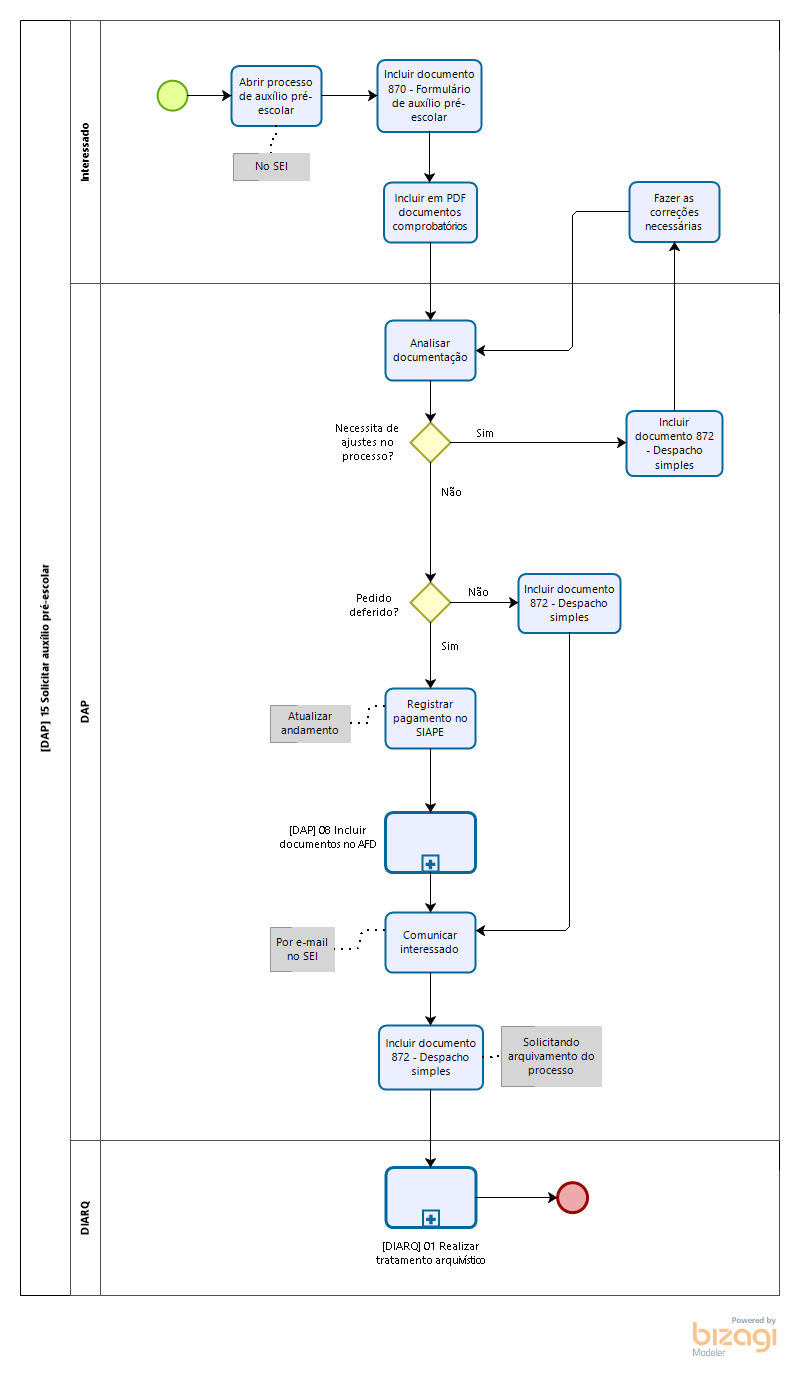 [DAP] 15 Solicitar auxílio pré-escolar
Interessado
Abrir processo
de auxílio pré-
escolar
No SEI
Incluir documento
870 - Formulário
de auxílio pré-
escolar
Incluir em PDF
documentos
comprobatórios
Fazer as
correções
necessárias
DAP
Analisar
documentação
Necessita de
ajustes no
processo?
Sim
Incluir
documento 872
- Despacho
simples
Não
Pedido
deferido?
Não
Incluir documento
872 - Despacho
simples
Sim
Atualizar
andamento
Registrar
pagamento no
SIAPE
[DAP] 08 Incluir
documentos no AFD
Por e-mail
no SEI
Comunicar
interessado
Incluir documento
872 - Despacho
simples
Solicitando
arquivamento do
processo
DIARQ
[DIARQ] 01 Realizar
tratamento arquivístico
Powered by
bizagi
Modeler